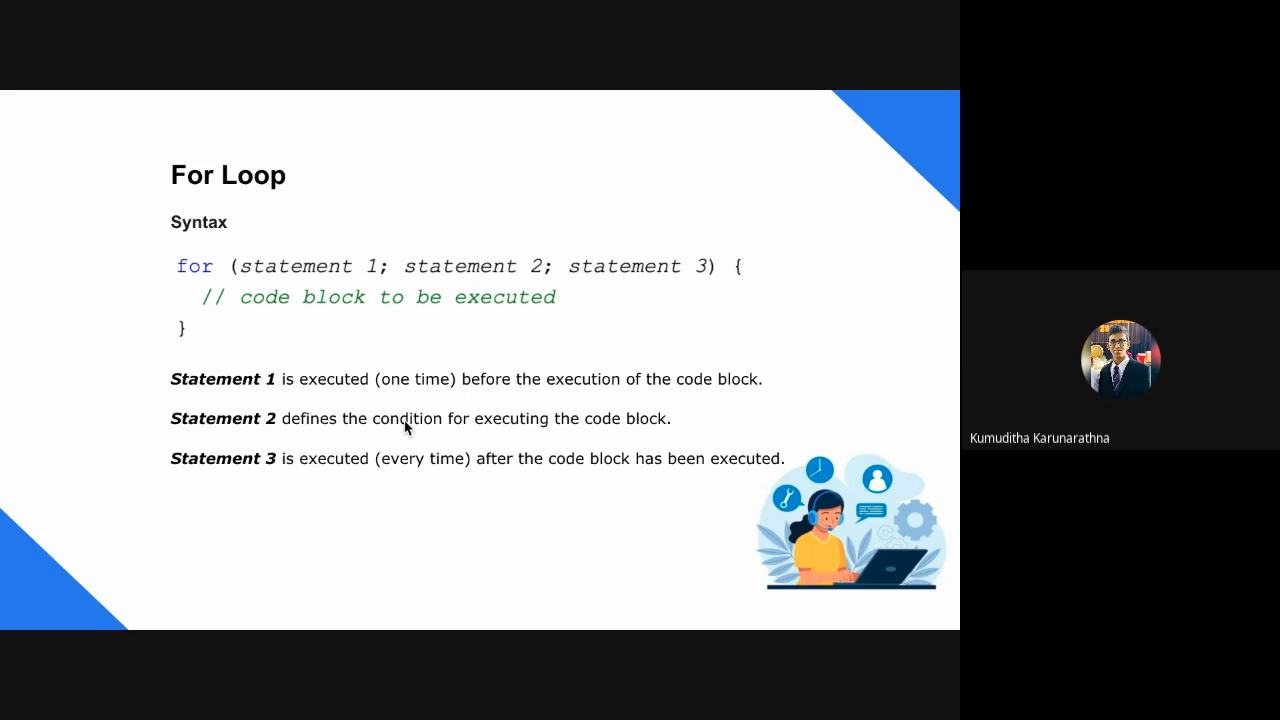 For Loop
Syntax
for (statement 1; statement 2; statement 3) {
// code block to be executed
}
Statement 1 is executed (one time) before the execution of the code block.
Statement 2 defines the condition for executing the code block.
Statement 3 is executed (every time) after the code block has been executed.
Kumuditha Karunarathna